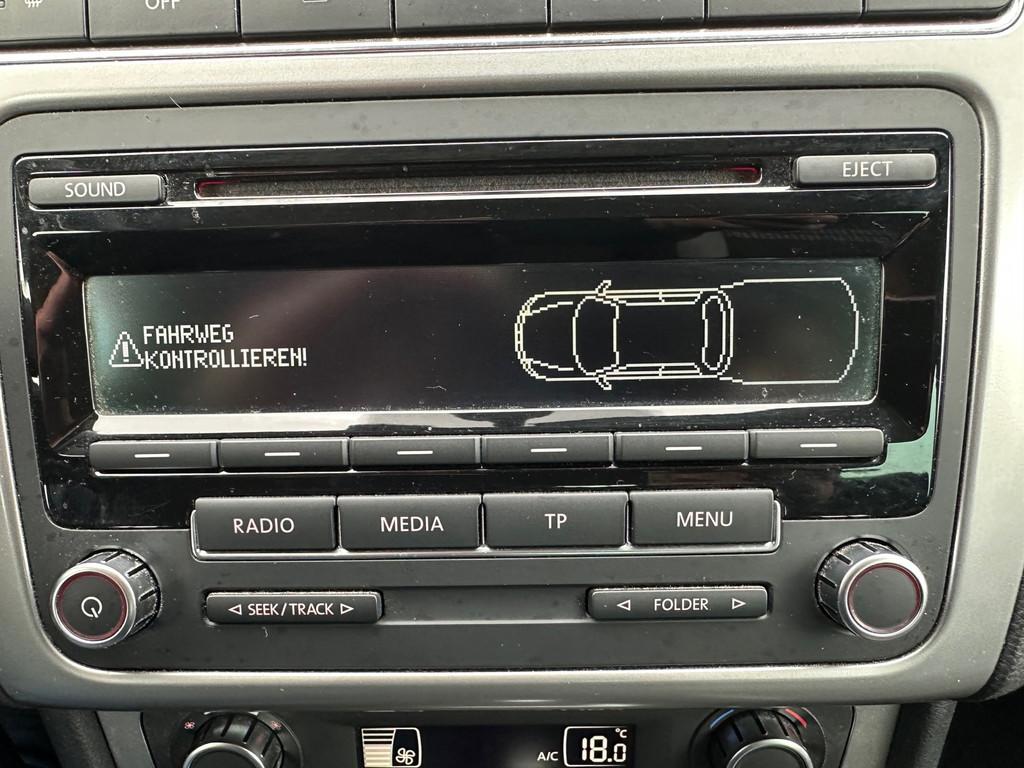 OFF
SOUND
EJECT
FAHRWEG
KONTROLLIEREN!
RADIO
MEDIA
TP
MENU
SEEK/TRACK
FOLDER
A/C 18.0 °C